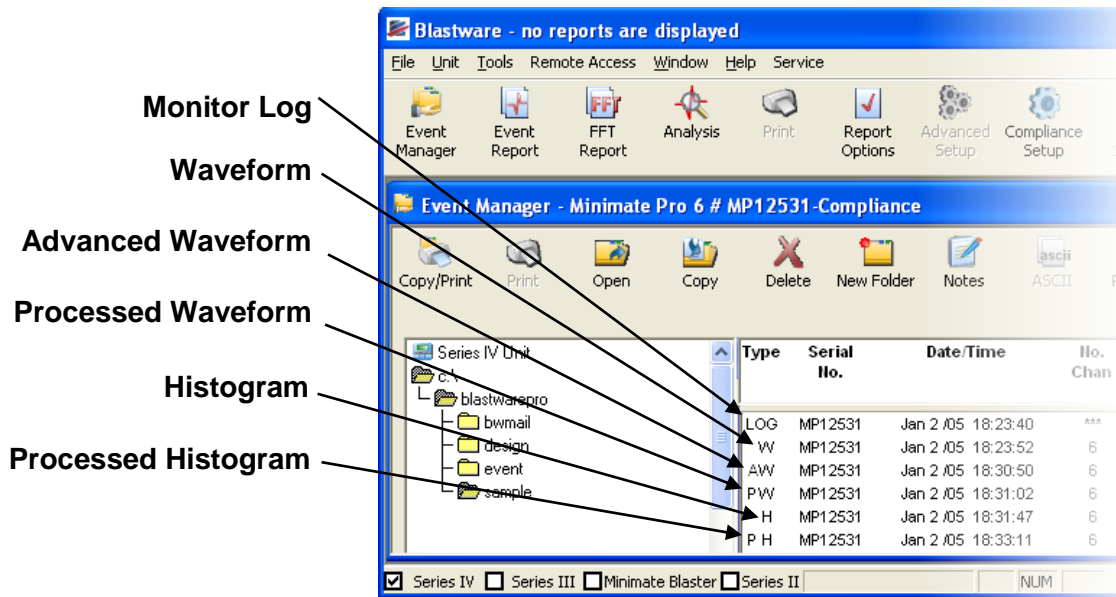 Monitor Log
Waveform
Advanced Waveform
Processed Waveform
Histogram
Processed Histogram
Blastware - no reports are displayed
File Unit Tools Remote Access Window Help Service
Event Manager
Event Report
FFT Report
Analysis
Print
Report Options
Advanced Setup
Compliance Setup
Event Manager - Minimate Pro 6 # MP12531-Compliance
Copy/Print
Print
Open
Copy
Delete
New Folder
Notes
ascii
ASCII
Series IV Unit
c:\
blastwarepro
bwmail
design
event
sample
Type Serial No. Date/Time No. Chan
LOG MP12531 Jan 2 /05 18:23:40 ***
W MP12531 Jan 2 /05 18:23:52 6
AW MP12531 Jan 2 /05 18:30:50 6
PW MP12531 Jan 2 /05 18:31:02 6
H MP12531 Jan 2 /05 18:31:47 6
P H MP12531 Jan 2 /05 18:33:11 6
Series IV Series III Minimate Blaster Series II NUM